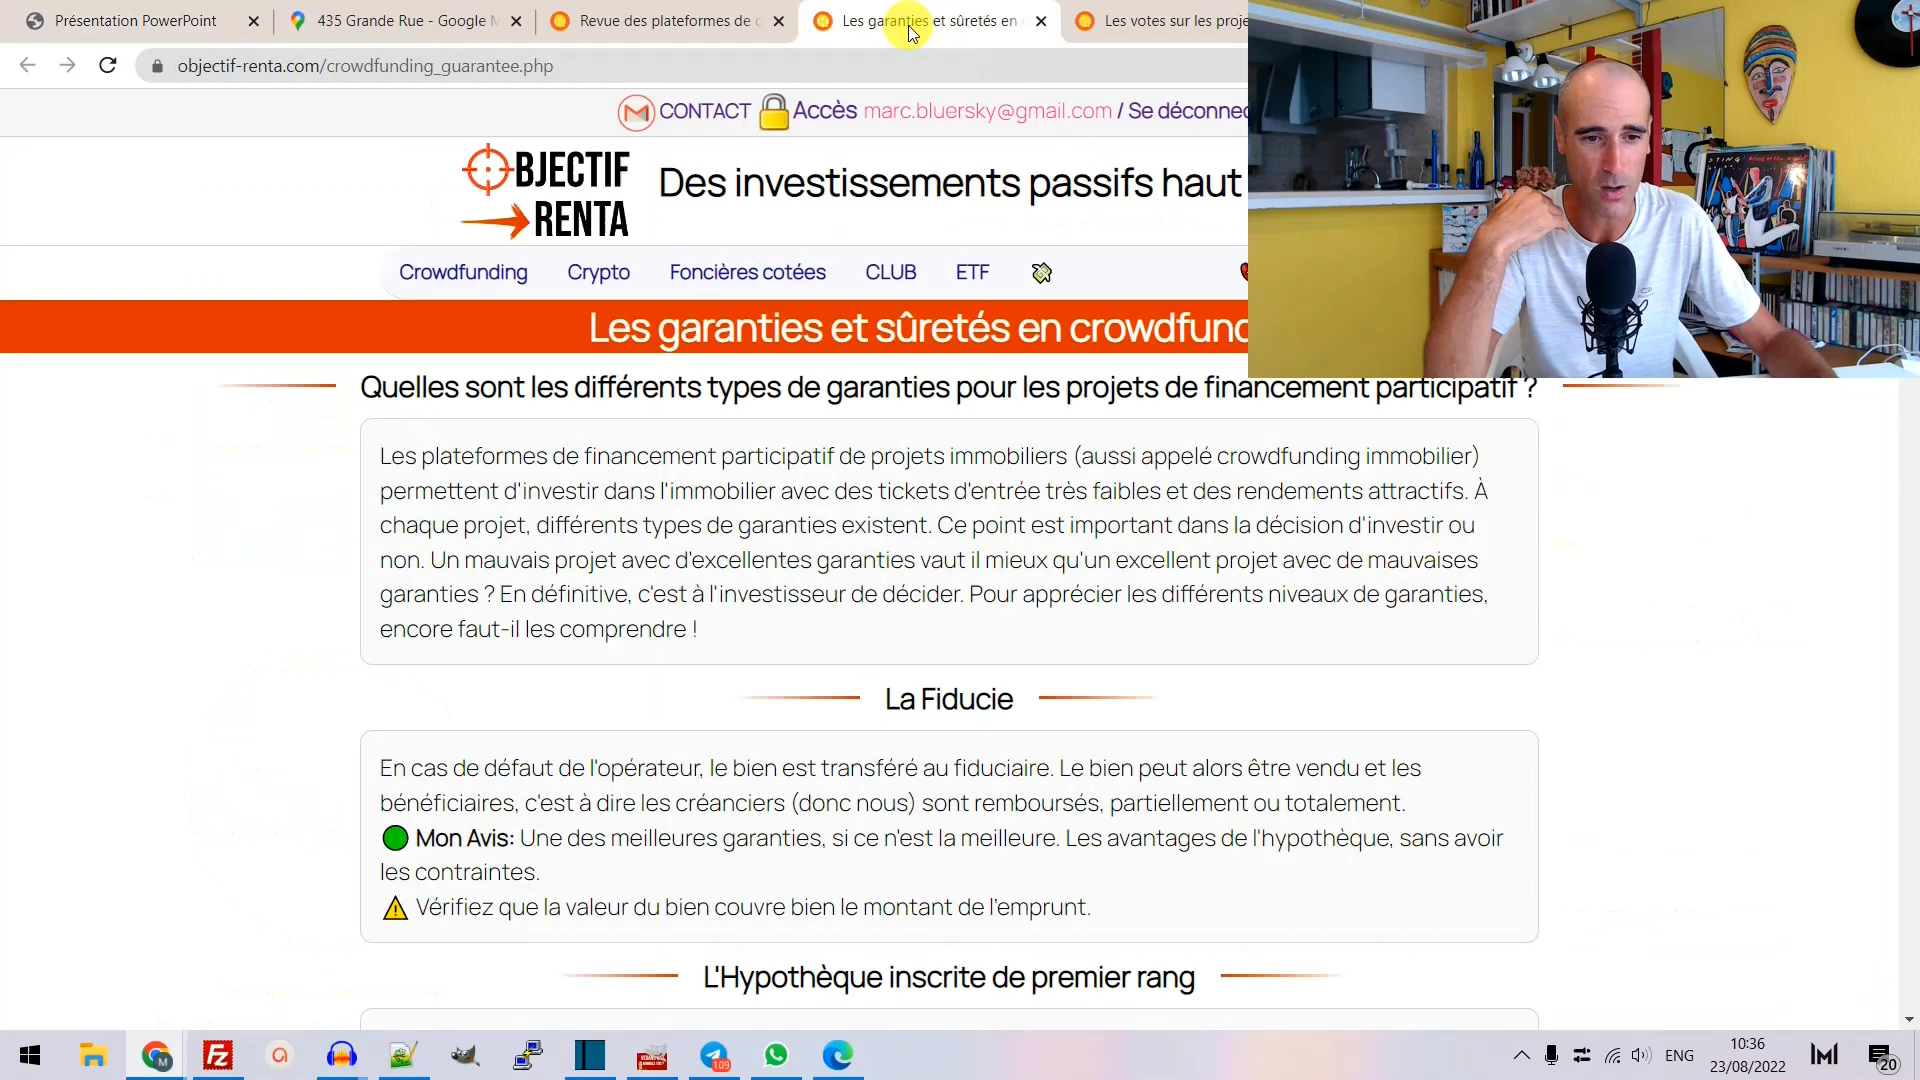 Présentation PowerPoint
435 Grande Rue - Google M
Revue des plateformes de c
Les garanties et sûretés en
Les votes sur les proje
objectif-renta.com/crowdfunding_guarantee.php
CONTACT Accès marc.bluersky@gmail.com / Se déconnec
OBJECTIF
RENTA
Des investissements passifs haut
Crowdfunding Crypto Foncières cotées CLUB ETF
Les garanties et sûretés en crowdfund
Quelles sont les différents types de garanties pour les projets de financement participatif ?
Les plateformes de financement participatif de projets immobiliers (aussi appelé crowdfunding immobilier)
permettent d'investir dans l'immobilier avec des tickets d'entrée très faibles et des rendements attractifs. À
chaque projet, différents types de garanties existent. Ce point est important dans la décision d'investir ou
non. Un mauvais projet avec d'excellentes garanties vaut il mieux qu'un excellent projet avec de mauvaises
garanties ? En définitive, c'est à l'investisseur de décider. Pour apprécier les différents niveaux de garanties,
encore faut-il les comprendre !
La Fiducie
En cas de défaut de l'opérateur, le bien est transféré au fiduciaire. Le bien peut alors être vendu et les
bénéficiaires, c'est à dire les créanciers (donc nous) sont remboursés, partiellement ou totalement.
Mon Avis: Une des meilleures garanties, si ce n'est la meilleure. Les avantages de l'hypothèque, sans avoir
les contraintes.
Vérifiez que la valeur du bien couvre bien le montant de l'emprunt.
L'Hypothèque inscrite de premier rang
STING
109
ENG
10:36
23/08/2022
20